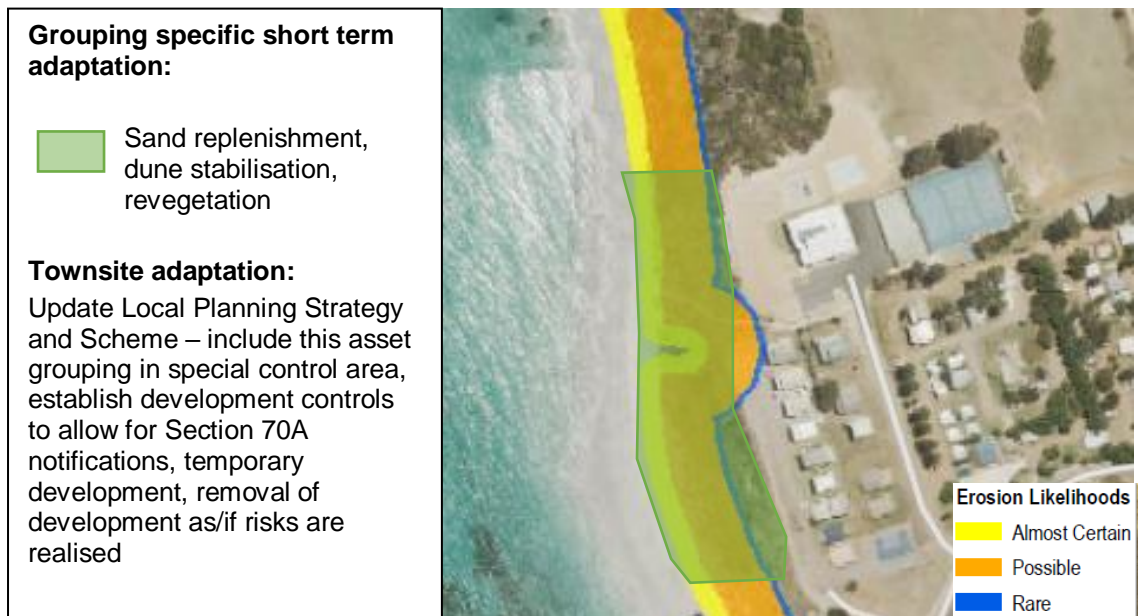 Grouping specific short term
adaptation:
Sand replenishment,
dune stabilisation,
revegetation
Townsite adaptation:
Update Local Planning Strategy
and Scheme – include this asset
grouping in special control area,
establish development controls
to allow for Section 70A
notifications, temporary
development, removal of
development as/if risks are
realised
Erosion Likelihoods
Almost Certain
Possible
Rare